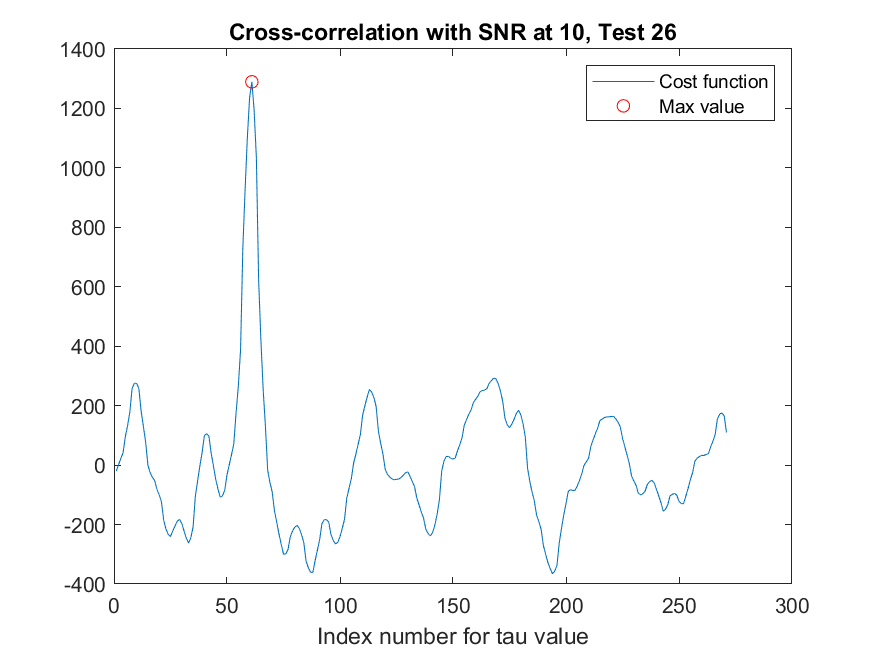 Cross-correlation with SNR at 10, Test 26
1400
1200
1000
800
600
400
200
0
-200
-400
0 50 100 150 200 250 300
Index number for tau value
Cost function
Max value